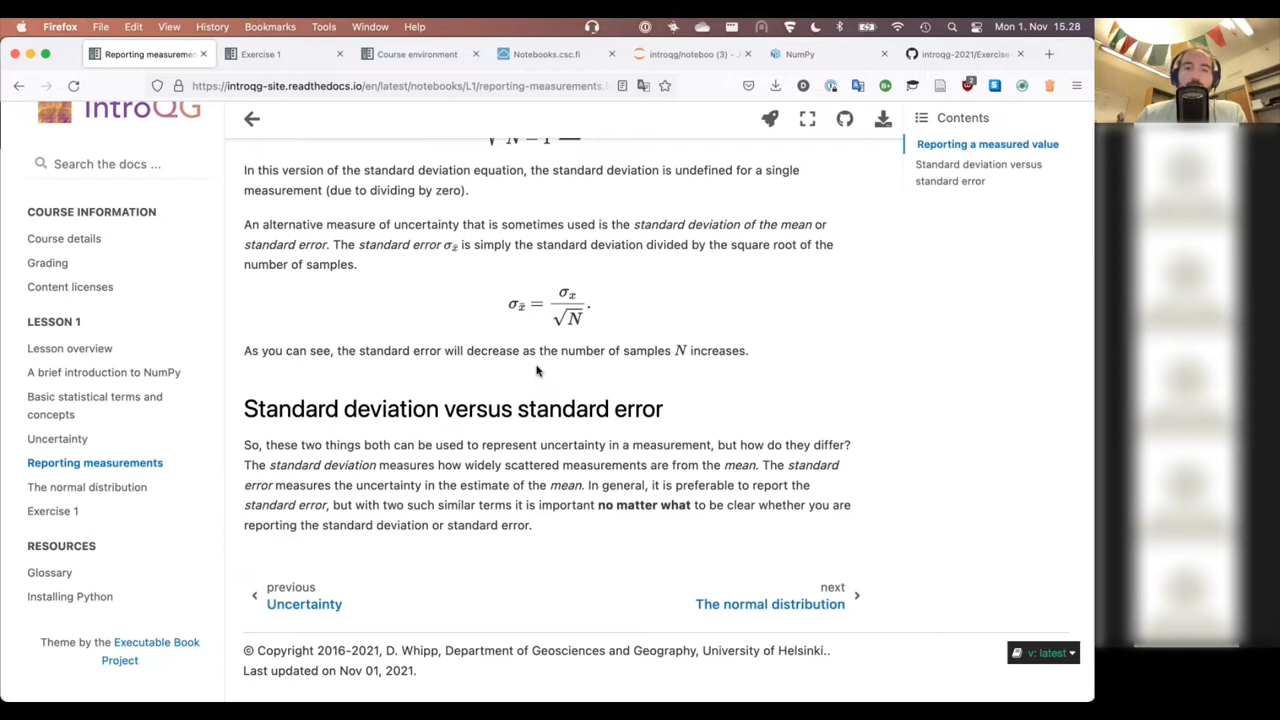 Firefox File Edit View History Bookmarks Tools Window Help Mon 1. Nov 15.28
Reporting measuremen Exercise 1 Course environment Notebooks.csc.fi introqg/noteboo (3) - J NumPy introqg-2021/Exercise-
https://introqg-site.readthedocs.io/en/latest/notebooks/L1/reporting-measurements.
IntroQG
Search the docs ...
COURSE INFORMATION
Course details
Grading
Content licenses
LESSON 1
Lesson overview
A brief introduction to NumPy
Basic statistical terms and
concepts
Uncertainty
Reporting measurements
The normal distribution
Exercise 1
RESOURCES
Glossary
Installing Python
Theme by the Executable Book
Project
In this version of the standard deviation equation, the standard deviation is undefined for a single
measurement (due to dividing by zero).
An alternative measure of uncertainty that is sometimes used is the standard deviation of the mean or
standard error. The standard error σx̄ is simply the standard deviation divided by the square root of the
number of samples.
σx̄ = σx / √N.
As you can see, the standard error will decrease as the number of samples N increases.
Standard deviation versus standard error
So, these two things both can be used to represent uncertainty in a measurement, but how do they differ?
The standard deviation measures how widely scattered measurements are from the mean. The standard
error measures the uncertainty in the estimate of the mean. In general, it is preferable to report the
standard error, but with two such similar terms it is important no matter what to be clear whether you are
reporting the standard deviation or standard error.
previous
Uncertainty
next
The normal distribution
© Copyright 2016-2021, D. Whipp, Department of Geosciences and Geography, University of Helsinki..
Last updated on Nov 01, 2021.
v: latest
Contents
Reporting a measured value
Standard deviation versus
standard error